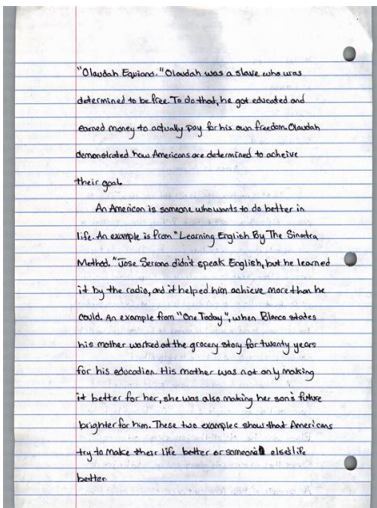 "Olaudah Equiano." Olaudah was a slave who was
determined to be free. To do that, he got educated and
earned money to actually pay for his own freedom. Olaudah
demonstrated how Americans are determined to acheive
their goal.
An American is someone who wants to do better in
life. An example is from "Learning English By The Sinatra
Method." Jose Serrano didn't speak English, but he learned
it by the radio, and it helped him achieve more than he
could. An example from "One Today", when Blanco states
his mother worked at the grocery stoy for twenty years
for his educadion. His mother was not only making
it better for her, she was also making her son's future
brighter for him. These two examples show that Americans
try to make their life better or someone elses life
better.